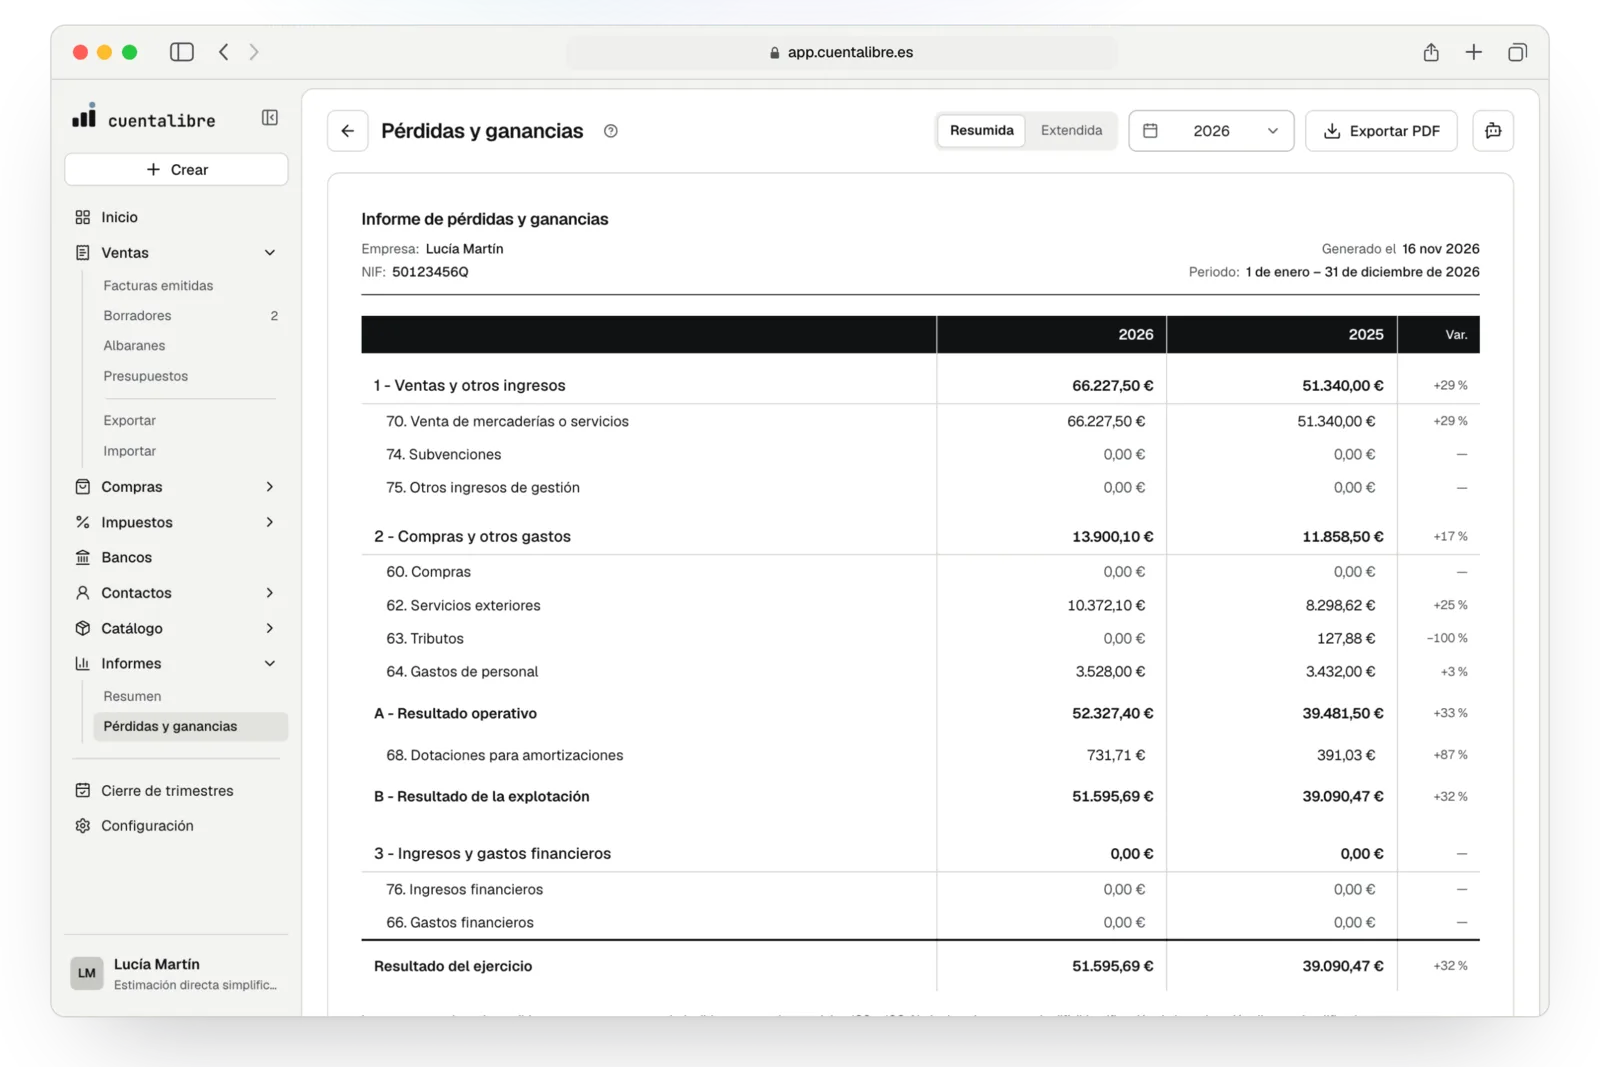 app.cuentalibre.es
cuentalibre
Crear
Inicio
Ventas
Facturas emitidas
Borradores 2
Albaranes
Presupuestos
Exportar
Importar
Compras
Impuestos
Bancos
Contactos
Catálogo
Informes
Resumen
Pérdidas y ganancias
Cierre de trimestres
Configuración
LM
Lucía Martín
Estimación directa simplific...
Pérdidas y ganancias
Resumida Extendida
2026
Exportar PDF
Informe de pérdidas y ganancias
Empresa: Lucía Martín
Generado el 16 nov 2026
NIF: 50123456Q
Periodo: 1 de enero – 31 de diciembre de 2026
2026 2025 Var.
1 - Ventas y otros ingresos 66.227,50 € 51.340,00 € +29 %
70. Venta de mercaderías o servicios 66.227,50 € 51.340,00 € +29 %
74. Subvenciones 0,00 € 0,00 € —
75. Otros ingresos de gestión 0,00 € 0,00 € —
2 - Compras y otros gastos 13.900,10 € 11.858,50 € +17 %
60. Compras 0,00 € 0,00 € —
62. Servicios exteriores 10.372,10 € 8.298,62 € +25 %
63. Tributos 0,00 € 127,88 € −100 %
64. Gastos de personal 3.528,00 € 3.432,00 € +3 %
A - Resultado operativo 52.327,40 € 39.481,50 € +33 %
68. Dotaciones para amortizaciones 731,71 € 391,03 € +87 %
B - Resultado de la explotación 51.595,69 € 39.090,47 € +32 %
3 - Ingresos y gastos financieros 0,00 € 0,00 € —
76. Ingresos financieros 0,00 € 0,00 € —
66. Gastos financieros 0,00 € 0,00 € —
Resultado del ejercicio 51.595,69 € 39.090,47 € +32 %